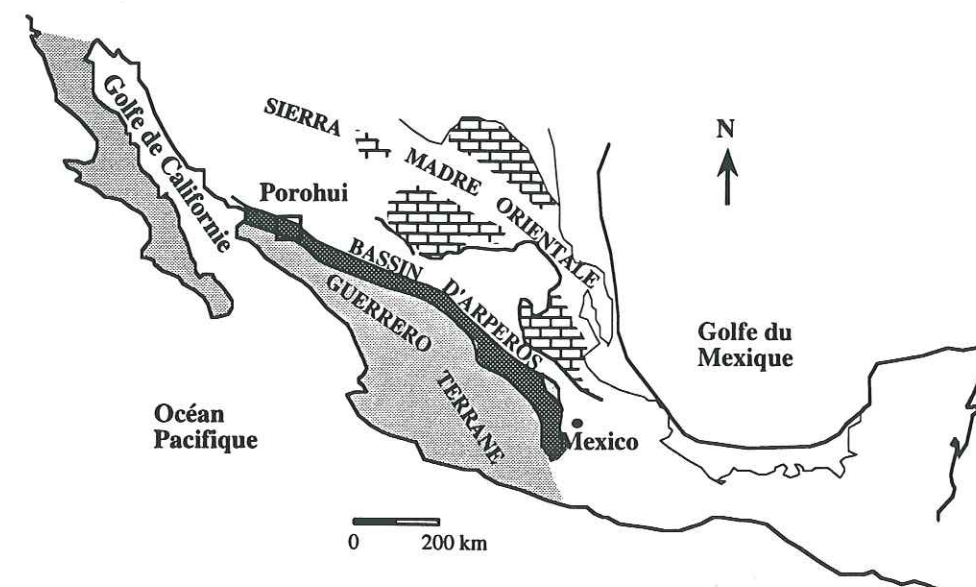 SIERRA MADRE ORIENTALE
N
Golfe de Californie
Porohui
BASSIN D'ARPEROS
GUERRERO TERRANE
Golfe du
Mexique
Océan
Pacifique
Mexico
0 200 km